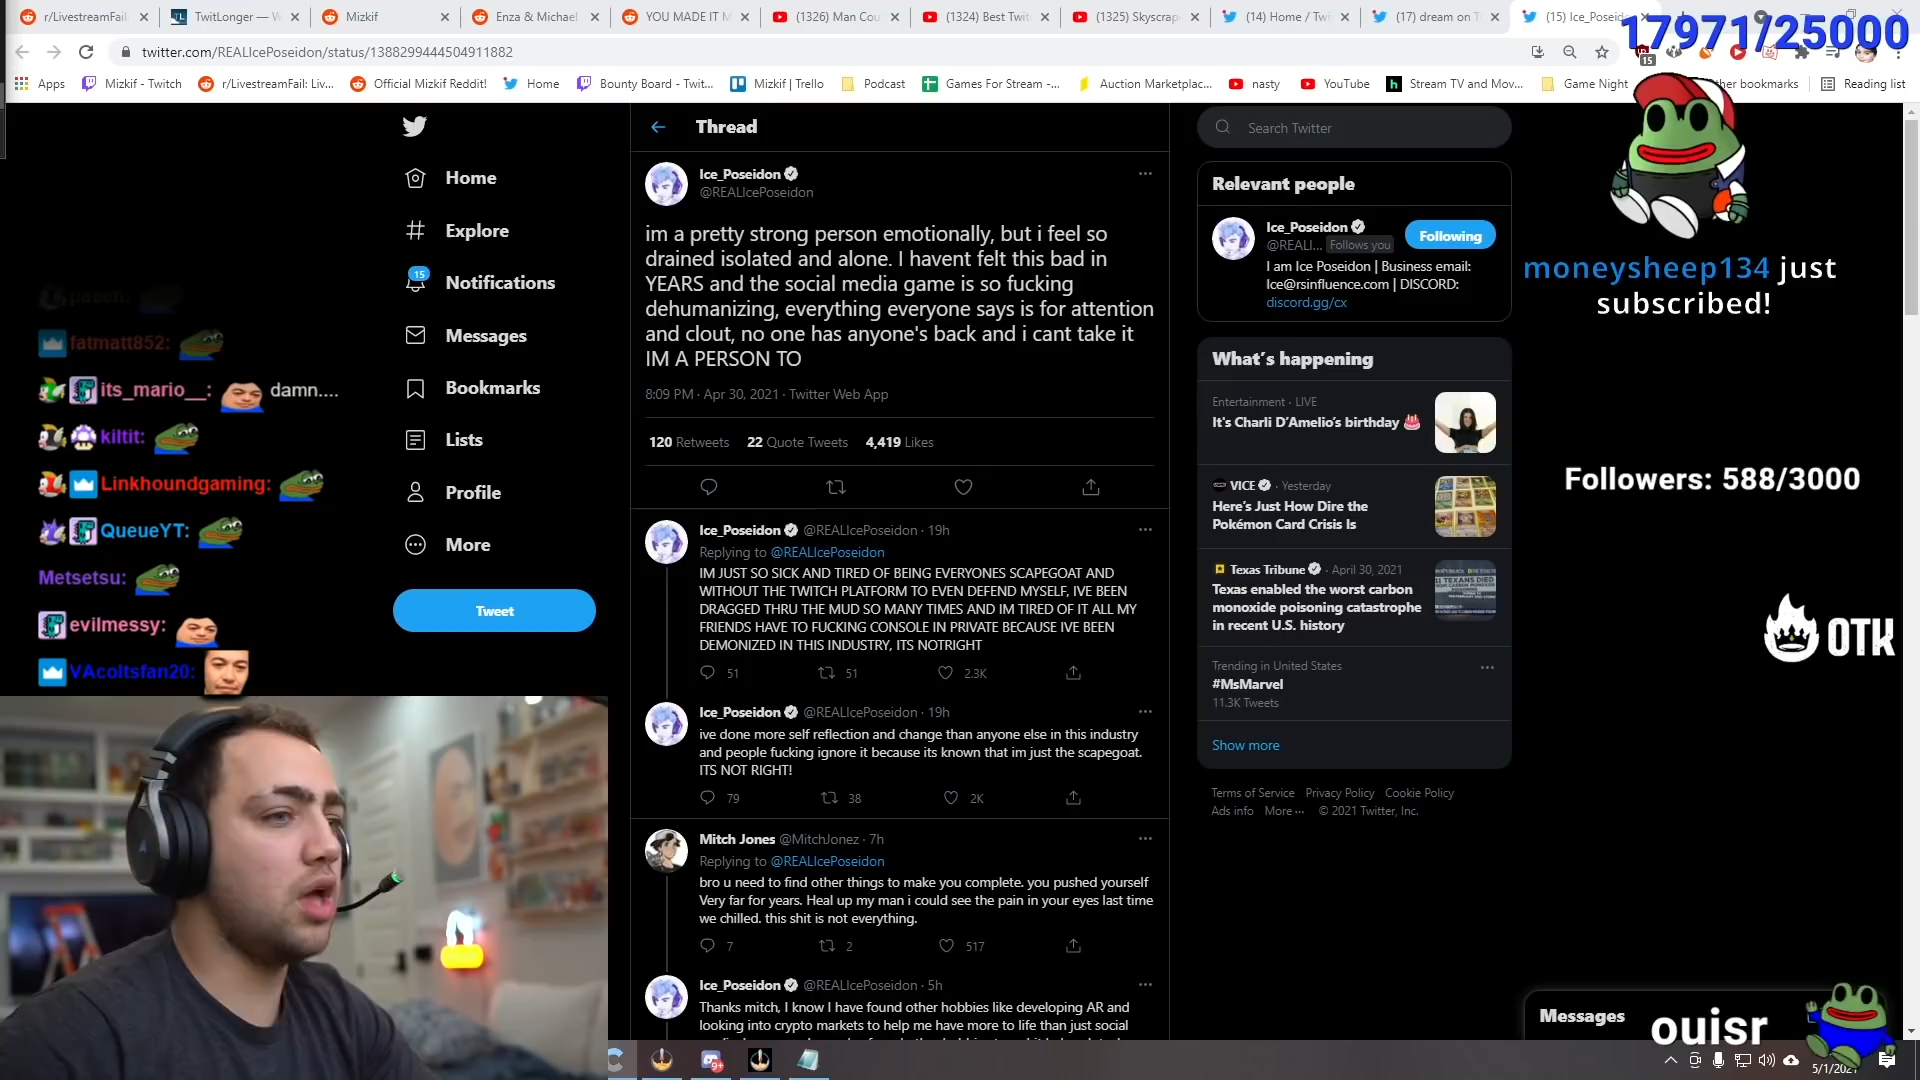 r/LivestreamFail
TwitLonger — W
Mizkif
Enza & Michael
YOU MADE IT M
(1326) Man Cou
(1324) Best Twit
(1325) Skyscrap
(14) Home / Twi
(17) dream on T
(15) Ice_Poseid
17971/25000
twitter.com/REALIcePoseidon/status/1388299444504911882
15
Apps
Mizkif - Twitch
r/LivestreamFail: Liv...
Official Mizkif Reddit!
Home
Bounty Board - Twit...
Mizkif | Trello
Podcast
Games For Stream -...
Auction Marketplac...
nasty
YouTube
Stream TV and Mov...
Game Night
her bookmarks
Reading list
Home
Explore
15
Notifications
Messages
Bookmarks
Lists
Profile
More
Tweet
fatmatt852:
its_mario__: damn....
kiltit:
Linkhoundgaming:
QueueYT:
Metsetsu:
evilmessy:
VAcoltsfan20:
Thread
Ice_Poseidon
@REALIcePoseidon
im a pretty strong person emotionally, but i feel so
drained isolated and alone. I havent felt this bad in
YEARS and the social media game is so fucking
dehumanizing, everything everyone says is for attention
and clout, no one has anyone's back and i cant take it
IM A PERSON TO
8:09 PM · Apr 30, 2021 · Twitter Web App
120 Retweets 22 Quote Tweets 4,419 Likes
Ice_Poseidon @REALIcePoseidon · 19h
Replying to @REALIcePoseidon
IM JUST SO SICK AND TIRED OF BEING EVERYONES SCAPEGOAT AND
WITHOUT THE TWITCH PLATFORM TO EVEN DEFEND MYSELF, IVE BEEN
DRAGGED THRU THE MUD SO MANY TIMES AND IM TIRED OF IT ALL MY
FRIENDS HAVE TO FUCKING CONSOLE IN PRIVATE BECAUSE IVE BEEN
DEMONIZED IN THIS INDUSTRY, ITS NOTRIGHT
51 51 2.3K
Ice_Poseidon @REALIcePoseidon · 19h
ive done more self reflection and change than anyone else in this industry
and people fucking ignore it because its known that im just the scapegoat.
ITS NOT RIGHT!
79 38 2K
Mitch Jones @MitchJonez · 7h
Replying to @REALIcePoseidon
bro u need to find other things to make you complete. you pushed yourself
Very far for years. Heal up my man i could see the pain in your eyes last time
we chilled. this shit is not everything.
7 2 517
Ice_Poseidon @REALIcePoseidon · 5h
Thanks mitch, I know I have found other hobbies like developing AR and
looking into crypto markets to help me have more to life than just social
Search Twitter
Relevant people
Ice_Poseidon
@REALI... Follows you
Following
I am Ice Poseidon | Business email:
Ice@rsinfluence.com | DISCORD:
discord.gg/cx
What's happening
Entertainment · LIVE
It's Charli D'Amelio's birthday
VICE · Yesterday
Here's Just How Dire the
Pokémon Card Crisis Is
Texas Tribune · April 30, 2021
Texas enabled the worst carbon
monoxide poisoning catastrophe
in recent U.S. history
Trending in United States
#MsMarvel
11.3K Tweets
Show more
Terms of Service Privacy Policy Cookie Policy
Ads info More ··· © 2021 Twitter, Inc.
moneysheep134 just
subscribed!
Followers: 588/3000
OTK
Messages
ouisr
9+
5/1/2021